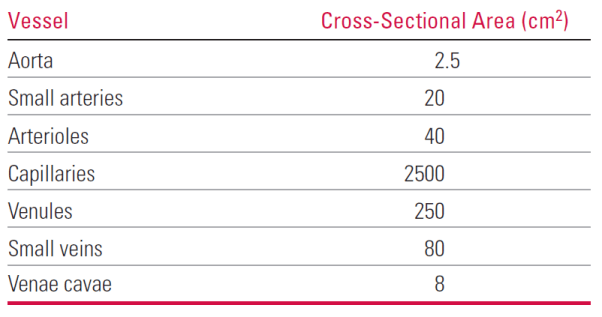 Vessel Cross-Sectional Area (cm²)
Aorta 2.5
Small arteries 20
Arterioles 40
Capillaries 2500
Venules 250
Small veins 80
Venae cavae 8